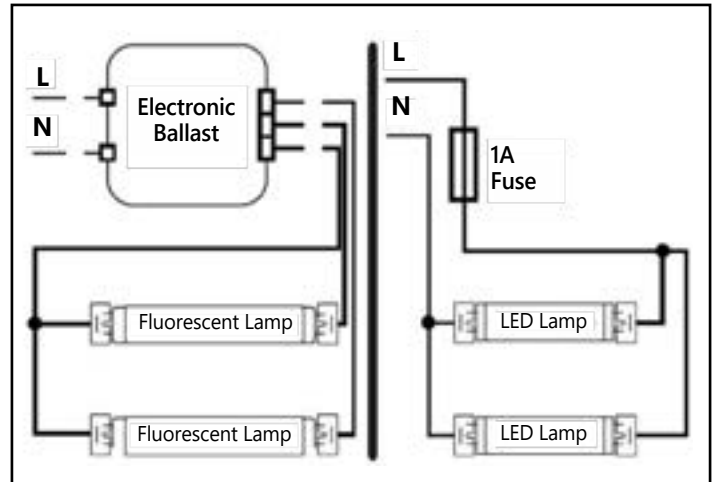 L
N
Electronic
Ballast
Fluorescent Lamp
Fluorescent Lamp
L
N
1A
Fuse
LED Lamp
LED Lamp